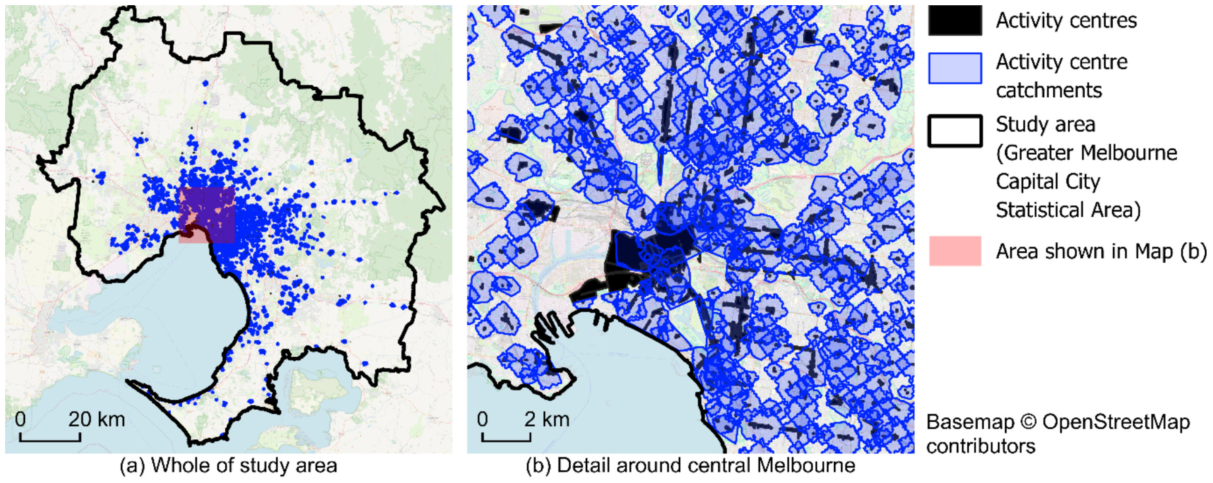 0 20 km
(a) Whole of study area
0 2 km
(b) Detail around central Melbourne
Activity centres
Activity centre
catchments
Study area
(Greater Melbourne
Capital City
Statistical Area)
Area shown in Map (b)
Basemap © OpenStreetMap
contributors